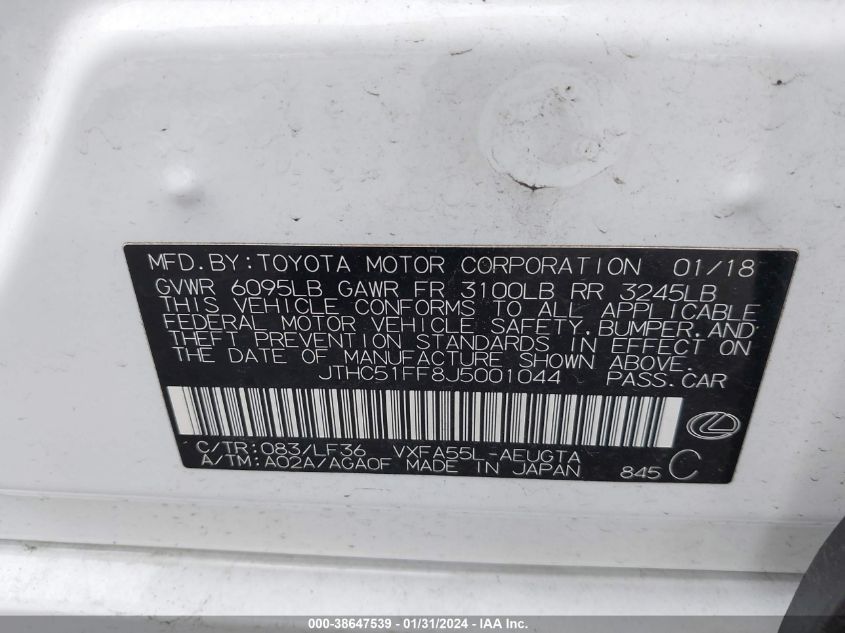 MFD.BY:TOYOTA MOTOR CORPORATION 01/18
GVWR 6095LB GAWR FR 3100LB RR 3245LB
THIS VEHICLE CONFORMS TO ALL APPLICABLE
FEDERAL MOTOR VEHICLE SAFETY,BUMPER,AND
THEFT PREVENTION STANDARDS IN EFFECT ON
THE DATE OF MANUFACTURE SHOWN ABOVE.
JTHC51FF8J5001044 PASS.CAR
C/TR:083/LF36 VXFA55L-AEUGTA
A/TM:A02A/AGA0F MADE IN JAPAN 845 C
000-38647539 - 01/31/2024 - IAA Inc.